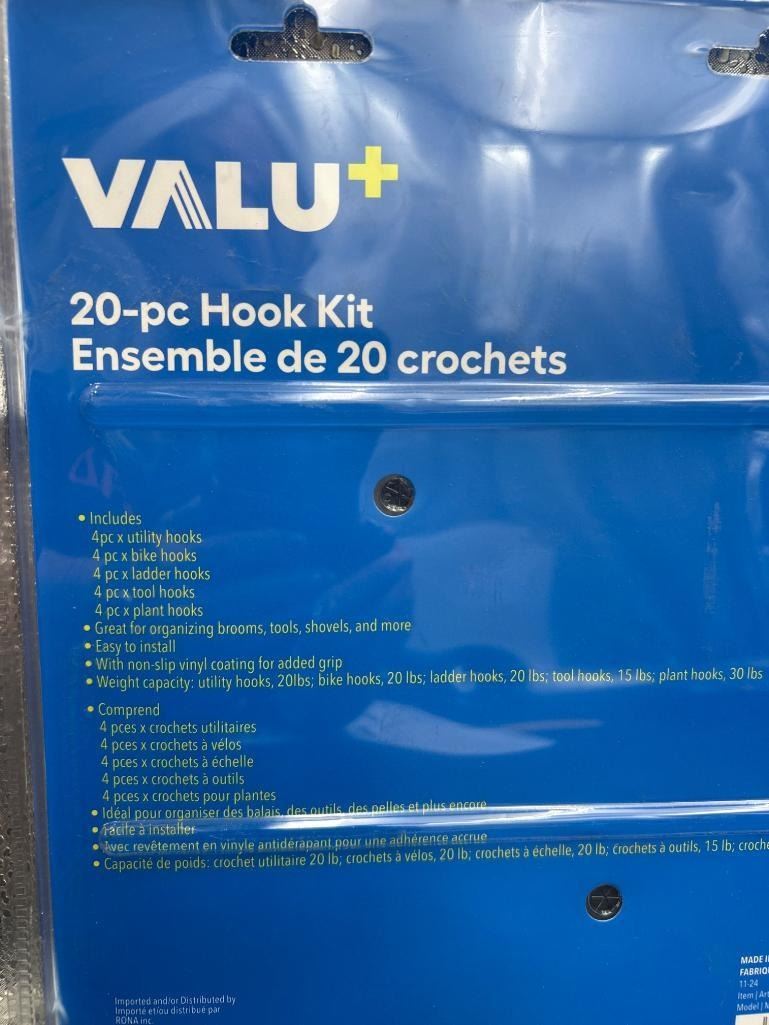 VALU+
20-pc Hook Kit
Ensemble de 20 crochets
• Includes
4pc x utility hooks
4 pc x bike hooks
4 pc x ladder hooks
4 pc x tool hooks
4 pc x plant hooks
• Great for organizing brooms, tools, shovels, and more
• Easy to install
• With non-slip vinyl coating for added grip
• Weight capacity: utility hooks, 20lbs; bike hooks, 20 lbs; ladder hooks, 20 lbs; tool hooks, 15 lbs; plant hooks, 30 lbs
• Comprend
4 pces x crochets utilitaires
4 pces x crochets à vélos
4 pces x crochets à échelle
4 pces x crochets à outils
4 pces x crochets pour plantes
• Idéal pour organiser des balais, des outils, des pelles et plus encore
• Facile à installer
• Avec revêtement en vinyle antidérapant pour une adhérence accrue
• Capacité de poids: crochet utilitaire 20 lb; crochets à vélos, 20 lb; crochets à échelle, 20 lb; crochets à outils, 15 lb;
Imported and/or Distributed by
Importé et/ou distribué par
RONA inc.
MADE
11-24
Item |
Model |